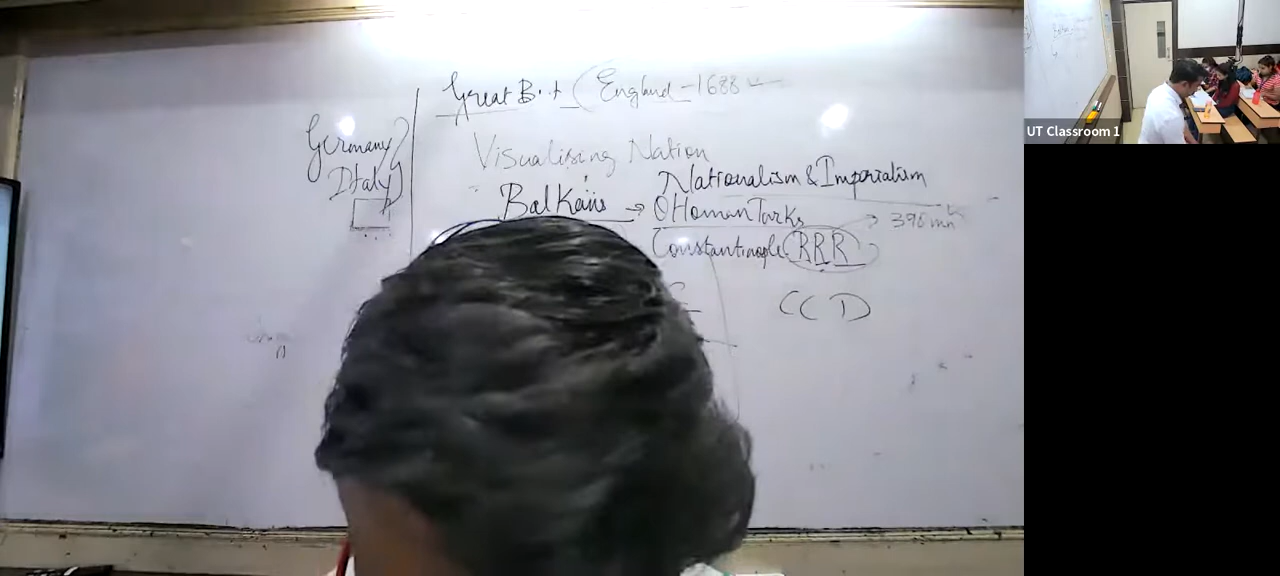 Great Brit (England - 1688
Germany
Italy
Visualising Nation
Nationalism & Imperialism
Balkans → Ottoman Turks
396 mn
Constantinople RRR
CCD
UT Classroom 1